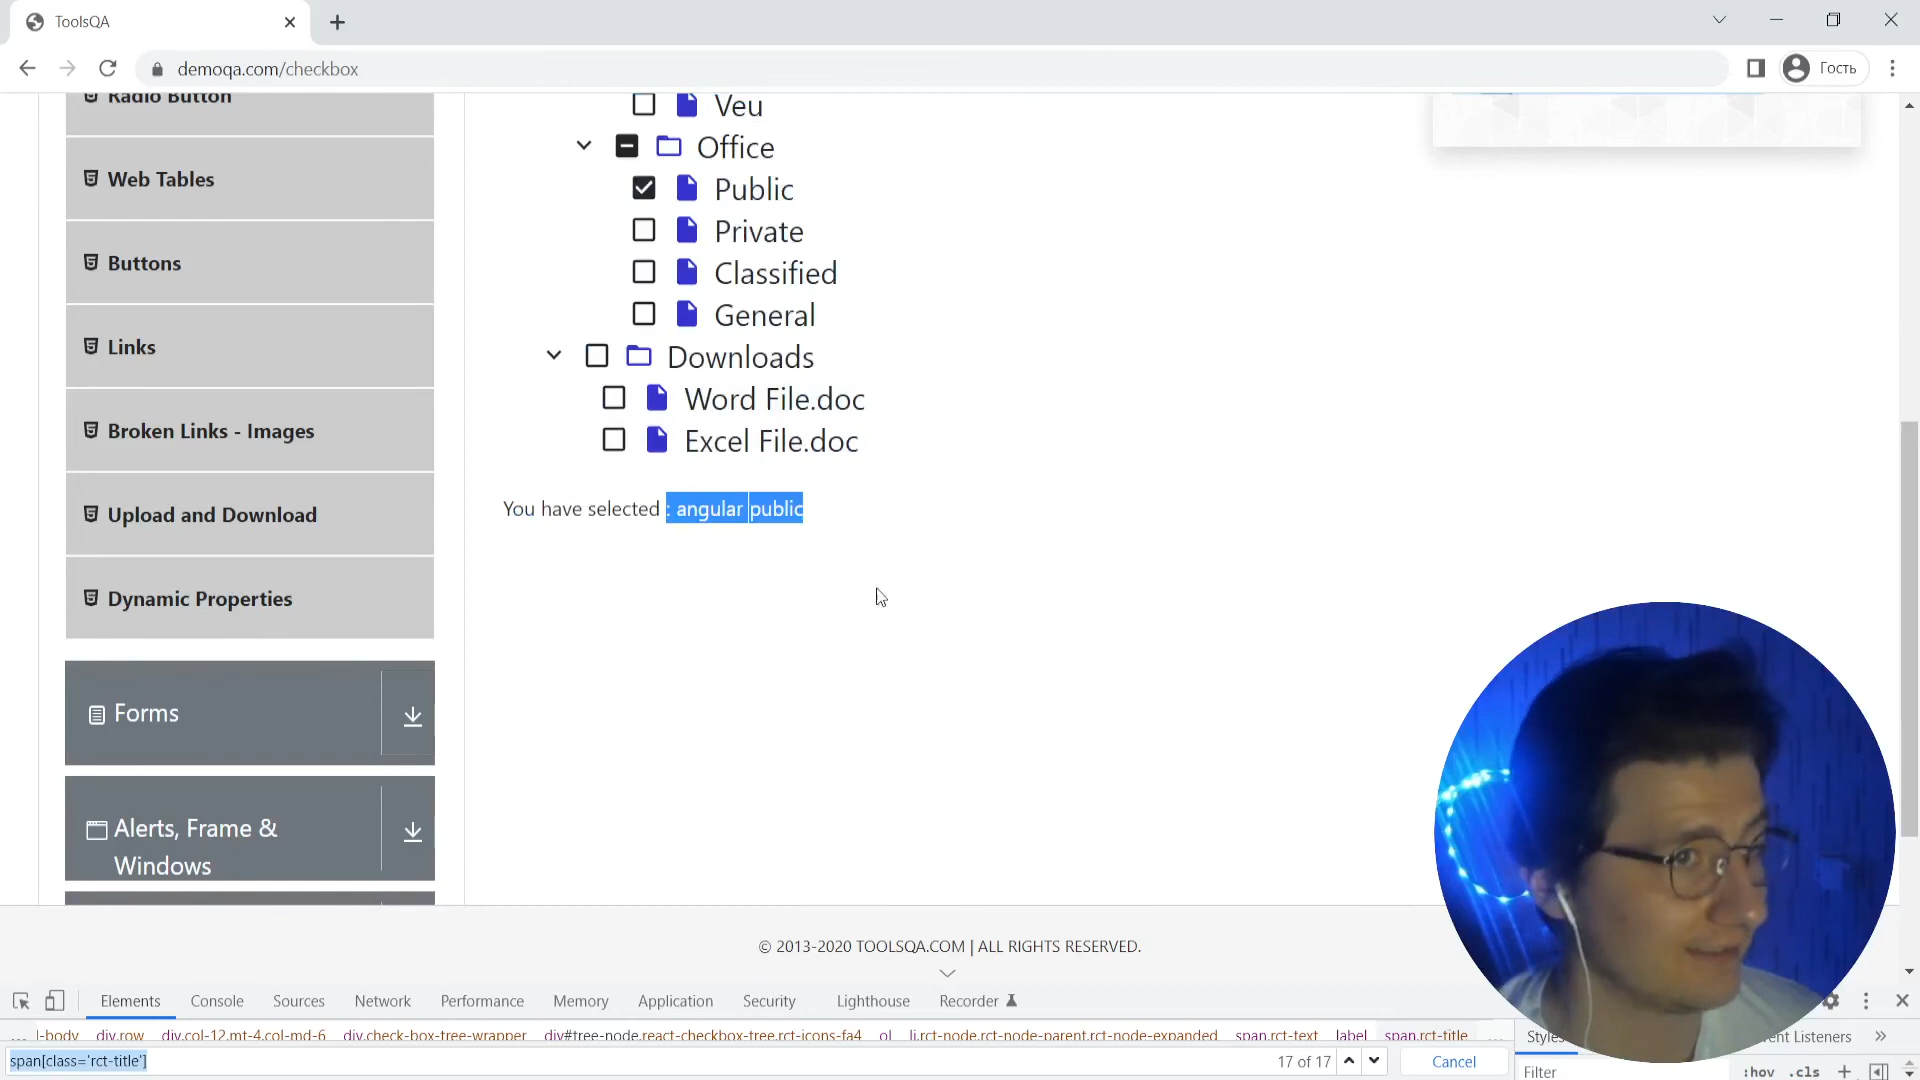 ToolsQA
demoqa.com/checkbox
Гость
Radio Button
Web Tables
Buttons
Links
Broken Links - Images
Upload and Download
Dynamic Properties
Forms
Alerts, Frame &
Windows
Veu
Office
Public
Private
Classified
General
Downloads
Word File.doc
Excel File.doc
You have selected : angular public
© 2013-2020 TOOLSQA.COM | ALL RIGHTS RESERVED.
Elements Console Sources Network Performance Memory Application Security Lighthouse Recorder
... l-body div.row div.col-12.mt-4.col-md-6 div.check-box-tree-wrapper div#tree-node.react-checkbox-tree.rct-icons-fa4 ol li.rct-node.rct-node-parent.rct-node-expanded span.rct-text label span.rct-title ...
Styles Listeners »
span[class='rct-title'] 17 of 17 Cancel
Filter :hov .cls +